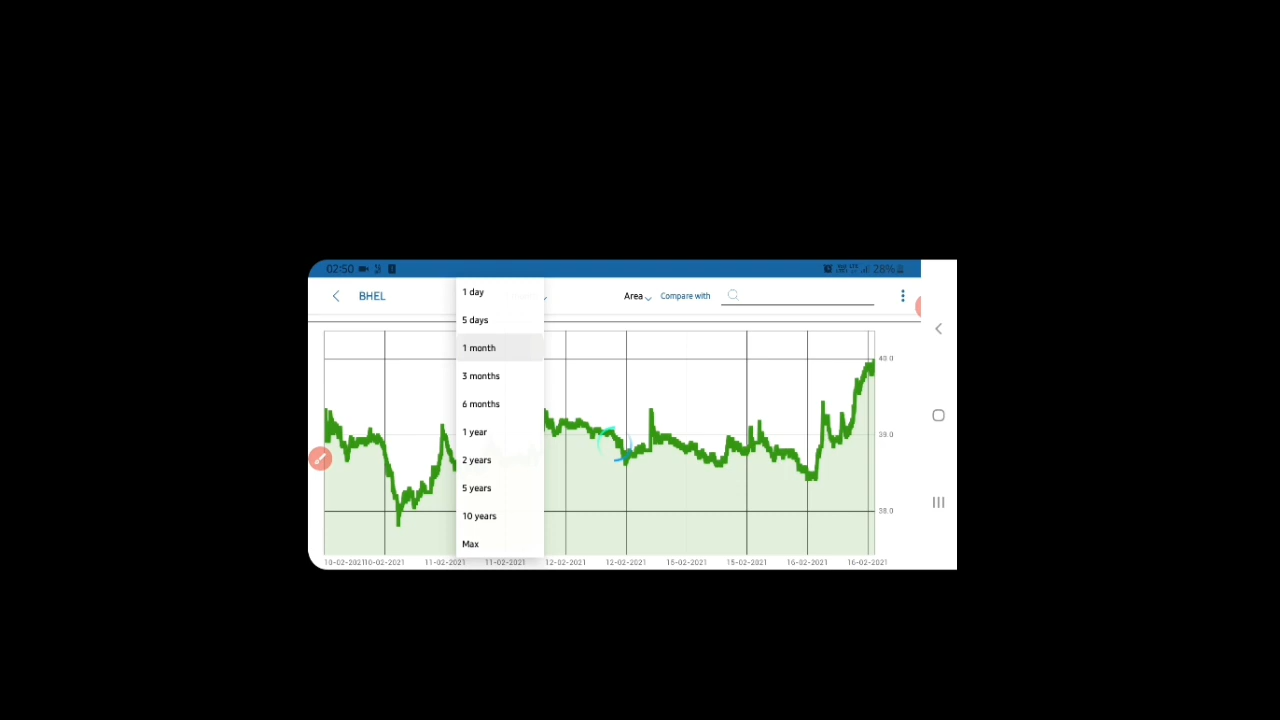 02:50
28%
BHEL
Area
Compare with
1 day
5 days
1 month
3 months
6 months
1 year
2 years
5 years
10 years
Max
40.0
39.0
38.0
10-02-2021
10-02-2021
11-02-2021
11-02-2021
12-02-2021
12-02-2021
15-02-2021
15-02-2021
16-02-2021
16-02-2021